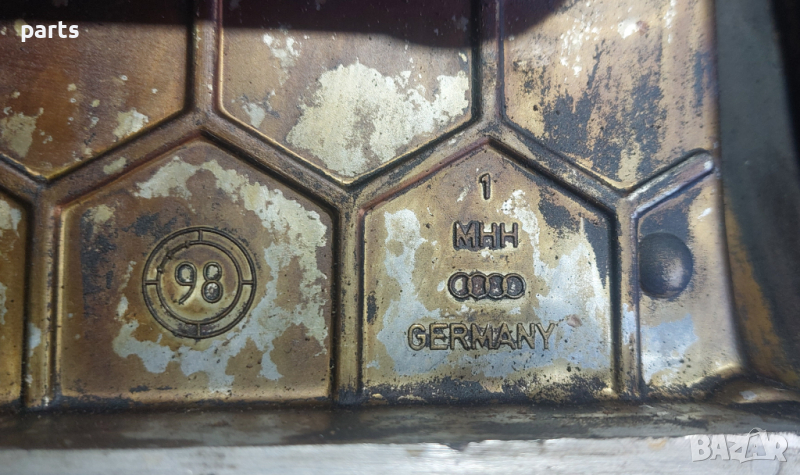 parts
1
98
MHH
GERMANY
BAZAR